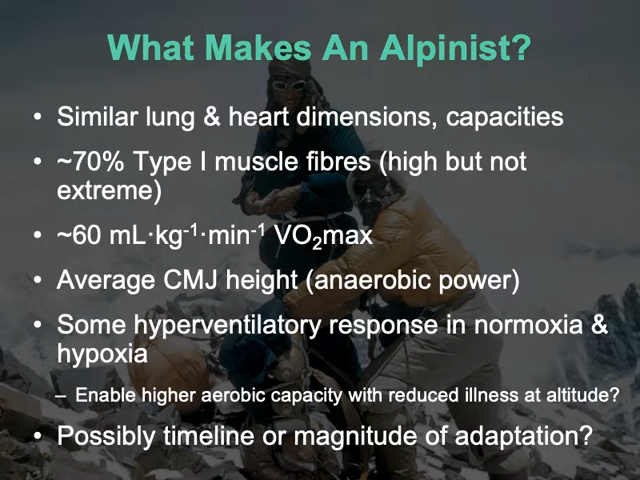 What Makes An Alpinist?
• Similar lung & heart dimensions, capacities
• ~70% Type I muscle fibres (high but not
extreme)
• ~60 mL·kg⁻¹·min⁻¹ VO₂max
• Average CMJ height (anaerobic power)
• Some hyperventilatory response in normoxia &
hypoxia
– Enable higher aerobic capacity with reduced illness at altitude?
• Possibly timeline or magnitude of adaptation?